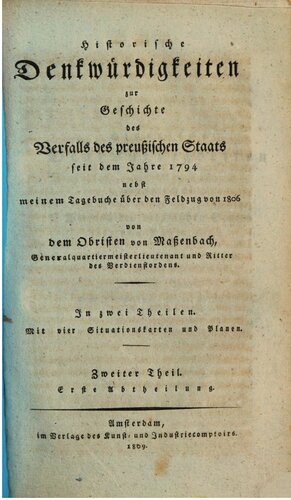 Historische
Denkwürdigkeiten
zur
Geschichte
des
Verfalls des preußischen Staats
seit dem Jahre 1794
nebst
meinem Tagebuche über den Feldzug von 1806
von
dem Obristen von Maßenbach,
Generalquartiermeisterlieutenant und Ritter
des Verdienstordens.
In zwei Theilen.
Mit vier Situationskarten und Planen.
Zweiter Theil.
Erste Abtheilung.
Amsterdam,
im Verlage des Kunst- und Industriecomptoirs.
1809.